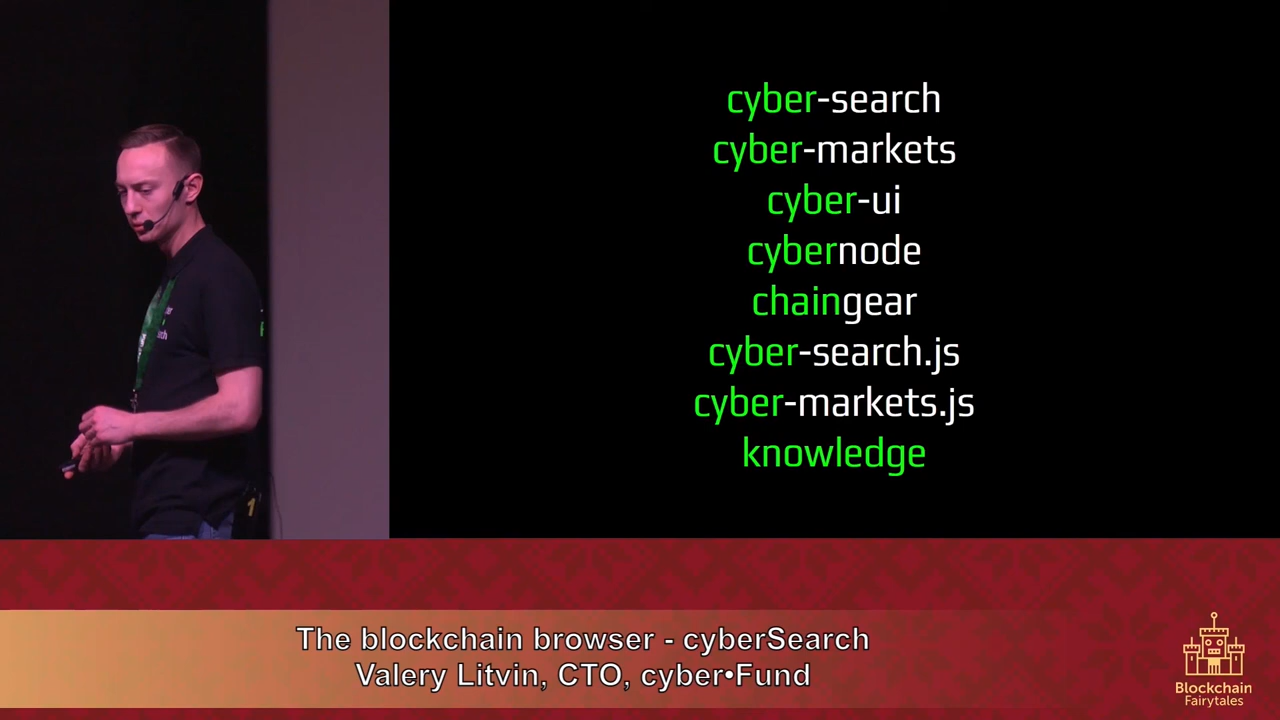 cyber-search
cyber-markets
cyber-ui
cybernode
chaingear
cyber-search.js
cyber-markets.js
knowledge
1
The blockchain browser - cyberSearch
Valery Litvin, CTO, cyber•Fund
Blockchain
Fairytales